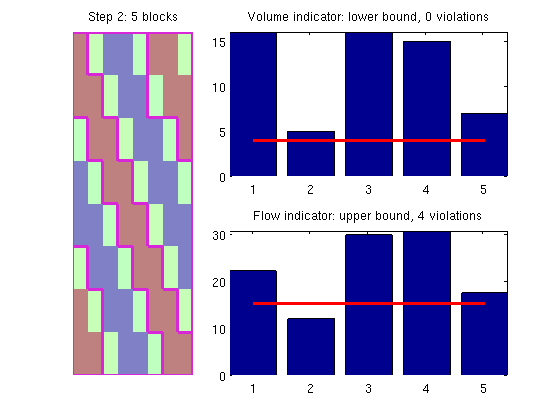 Step 2: 5 blocks
Volume indicator: lower bound, 0 violations
15
10
5
0
1 2 3 4 5
Flow indicator: upper bound, 4 violations
30
20
10
0
1 2 3 4 5